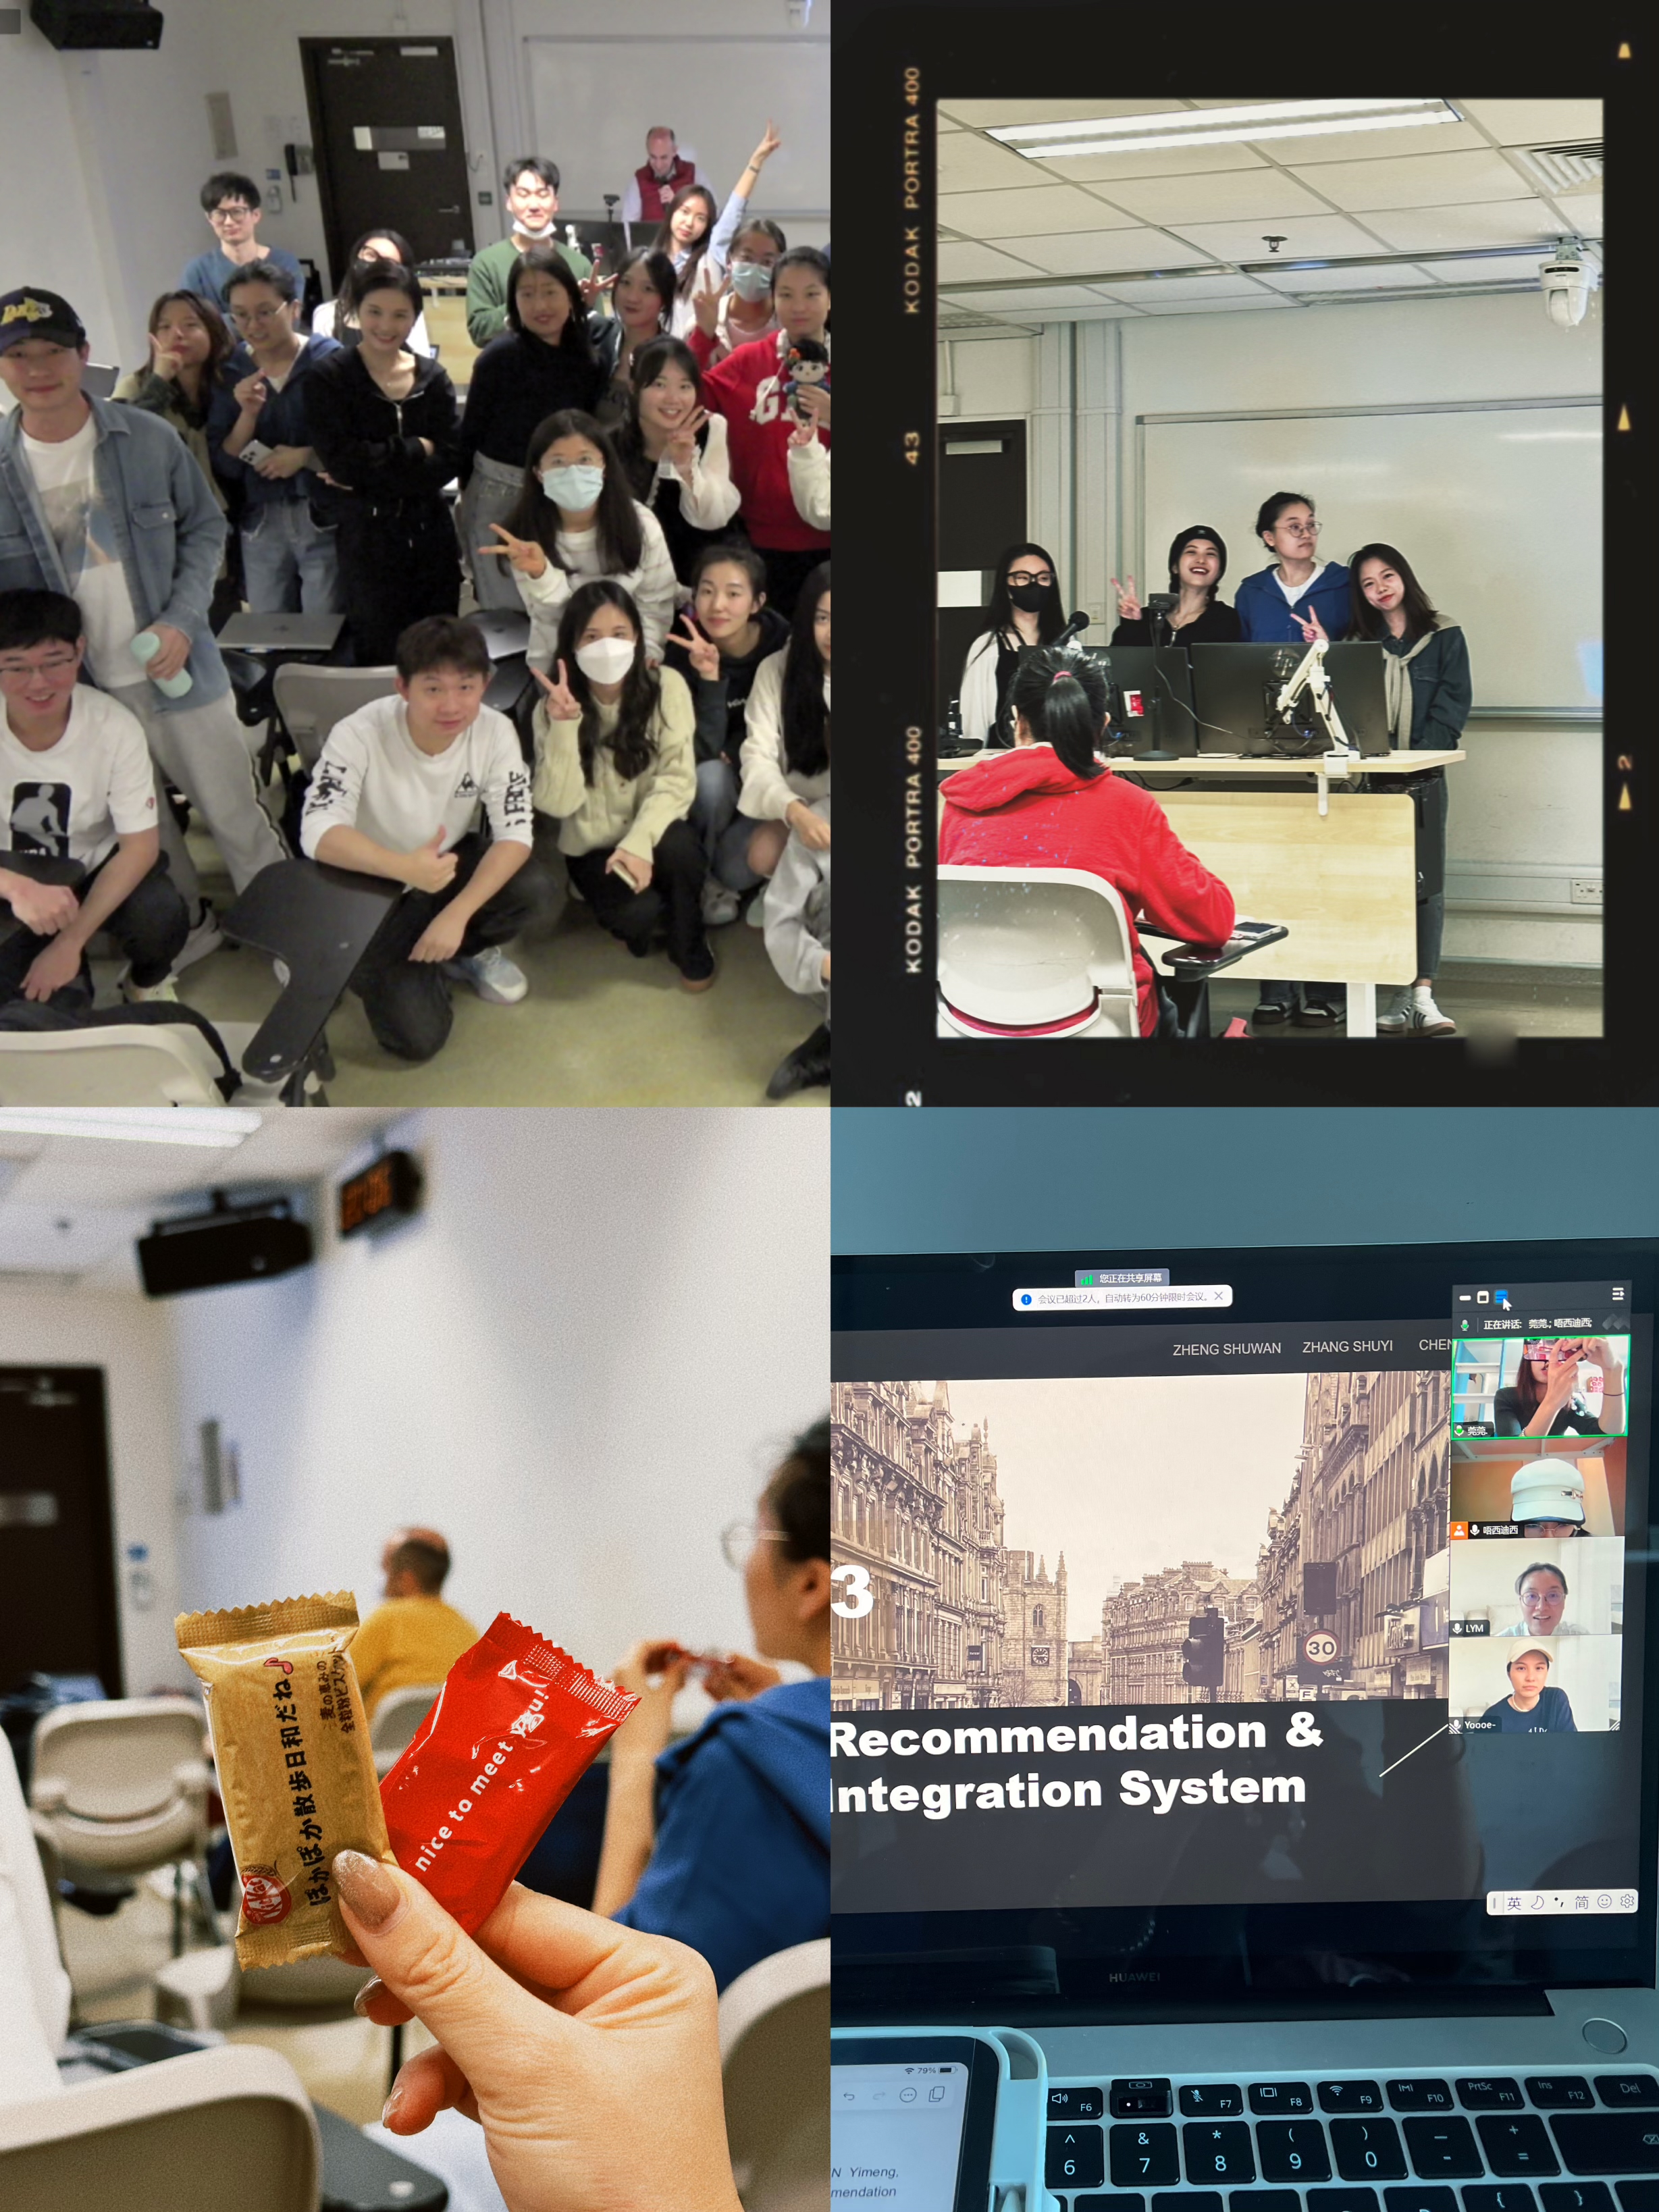 KODAK PORTRA 400
43
KODAK PORTRA 400
2
2
nice to meet you!
ぽかぽか散歩日和だね
麦の恵みの
全粒粉ビスケット
KitKat
您正在共享屏幕
会议已超过2人，自动转为60分钟限时会议。
正在讲话: 莞莞.; 唔西迪西;
ZHENG SHUWAN ZHANG SHUYI CHEN
莞莞.
唔西迪西
LYM
Yoooe-
3
30
Recommendation &
Integration System
英 简
HUAWEI
79%
N Yimeng.
mendation
F6 F7 F8 F9 F10 PrtSc F11 Ins F12 Del
^ & * ( ) - +
6 7 8 9 0 - =